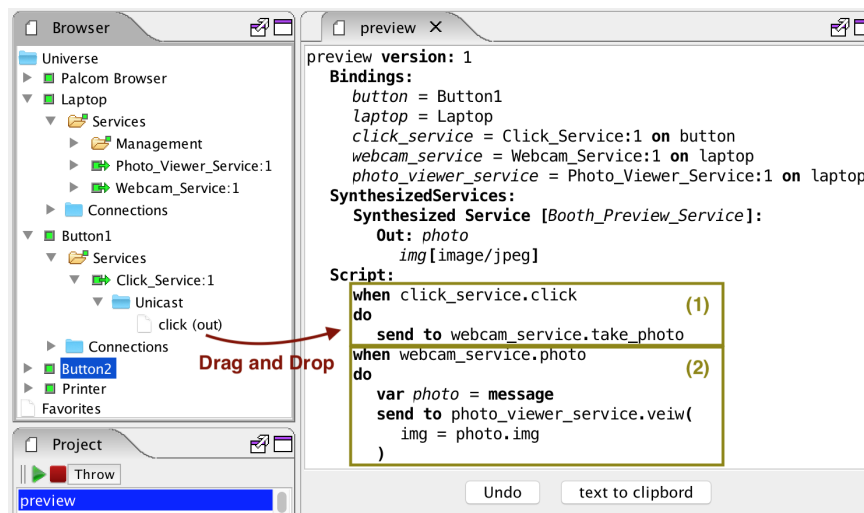 Browser
Universe
Palcom Browser
Laptop
Services
Management
Photo_Viewer_Service:1
Webcam_Service:1
Connections
Button1
Services
Click_Service:1
Unicast
click (out)
Connections
Button2
Printer
Favorites
Drag and Drop
Project
Throw
preview
preview X
preview version: 1
Bindings:
button = Button1
laptop = Laptop
click_service = Click_Service:1 on button
webcam_service = Webcam_Service:1 on laptop
photo_viewer_service = Photo_Viewer_Service:1 on laptop
SynthesizedServices:
Synthesized Service [Booth_Preview_Service]:
Out: photo
img[image/jpeg]
Script:
when click_service.click (1)
do
send to webcam_service.take_photo
when webcam_service.photo (2)
do
var photo = message
send to photo_viewer_service.veiw(
img = photo.img
)
Undo
text to clipbord